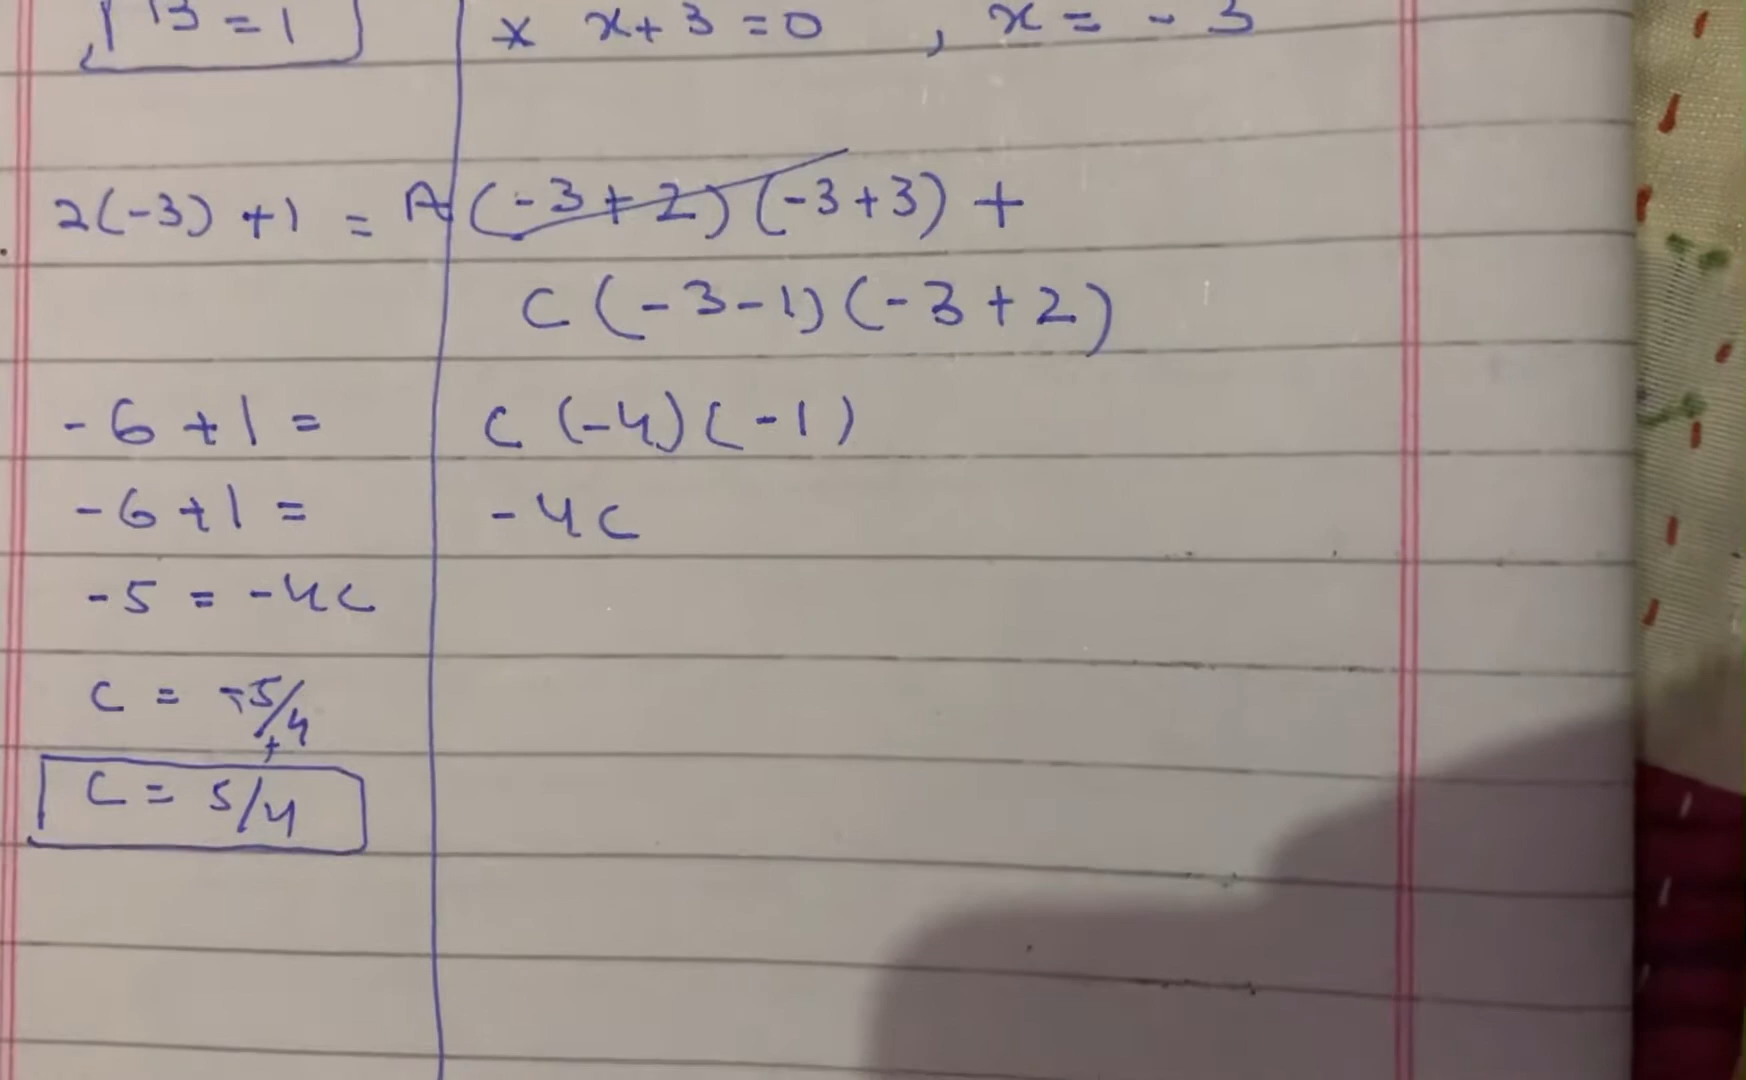 B = 1
* x + 3 = 0 , x = - 3
2(-3) + 1 = A (-3 + 2) (-3+3) +
C (-3-1) (-3+2)
-6 + 1 = C (-4) (-1)
-6 + 1 = -4C
-5 = -4C
C = -5/4
+
C = 5/4